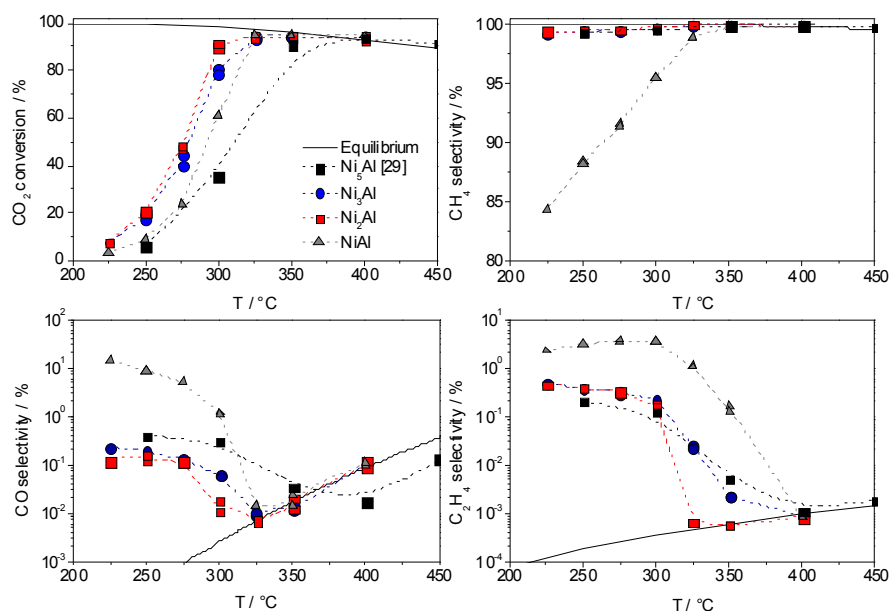 100
80
60
40
20
0
CO2 conversion / %
200 250 300 350 400 450
T / °C
Equilibrium
Ni5Al [29]
Ni3Al
Ni2Al
NiAl
100
95
90
85
80
CH4 selectivity / %
200 250 300 350 400 450
T / °C
10^2
10^1
10^0
10^-1
10^-2
10^-3
CO selectivity / %
200 250 300 350 400 450
T / °C
10^1
10^0
10^-1
10^-2
10^-3
10^-4
C2H4 selectivity / %
200 250 300 350 400 450
T / °C